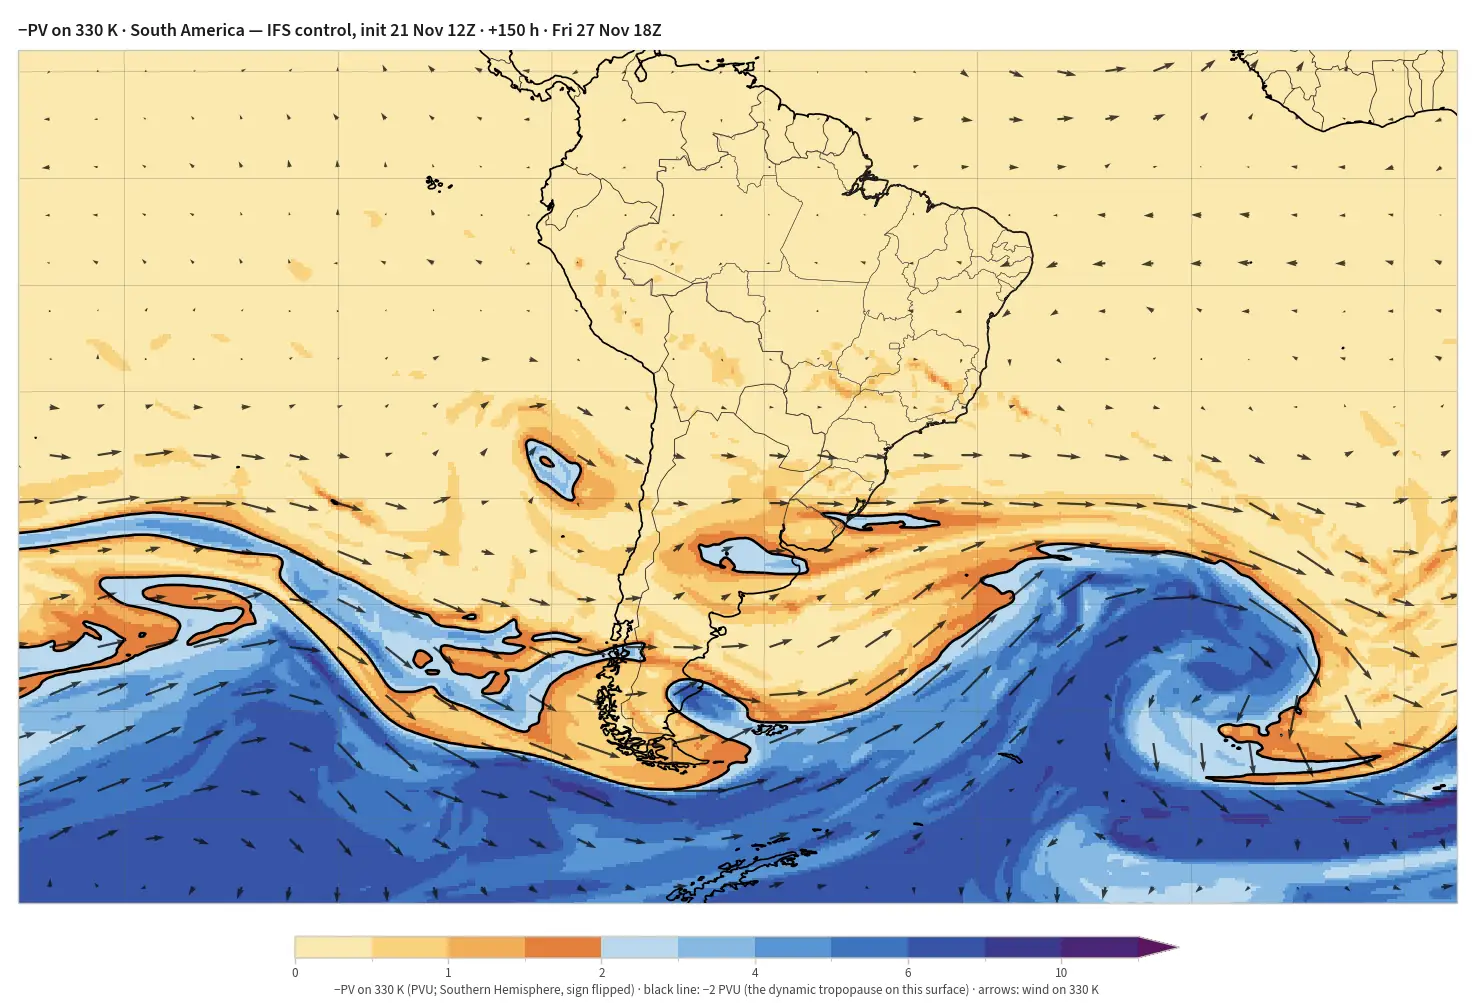 −PV on 330 K · South America — IFS control, init 21 Nov 12Z · +150 h · Fri 27 Nov 18Z
0 1 2 4 6 10
−PV on 330 K (PVU; Southern Hemisphere, sign flipped) · black line: −2 PVU (the dynamic tropopause on this surface) · arrows: wind on 330 K